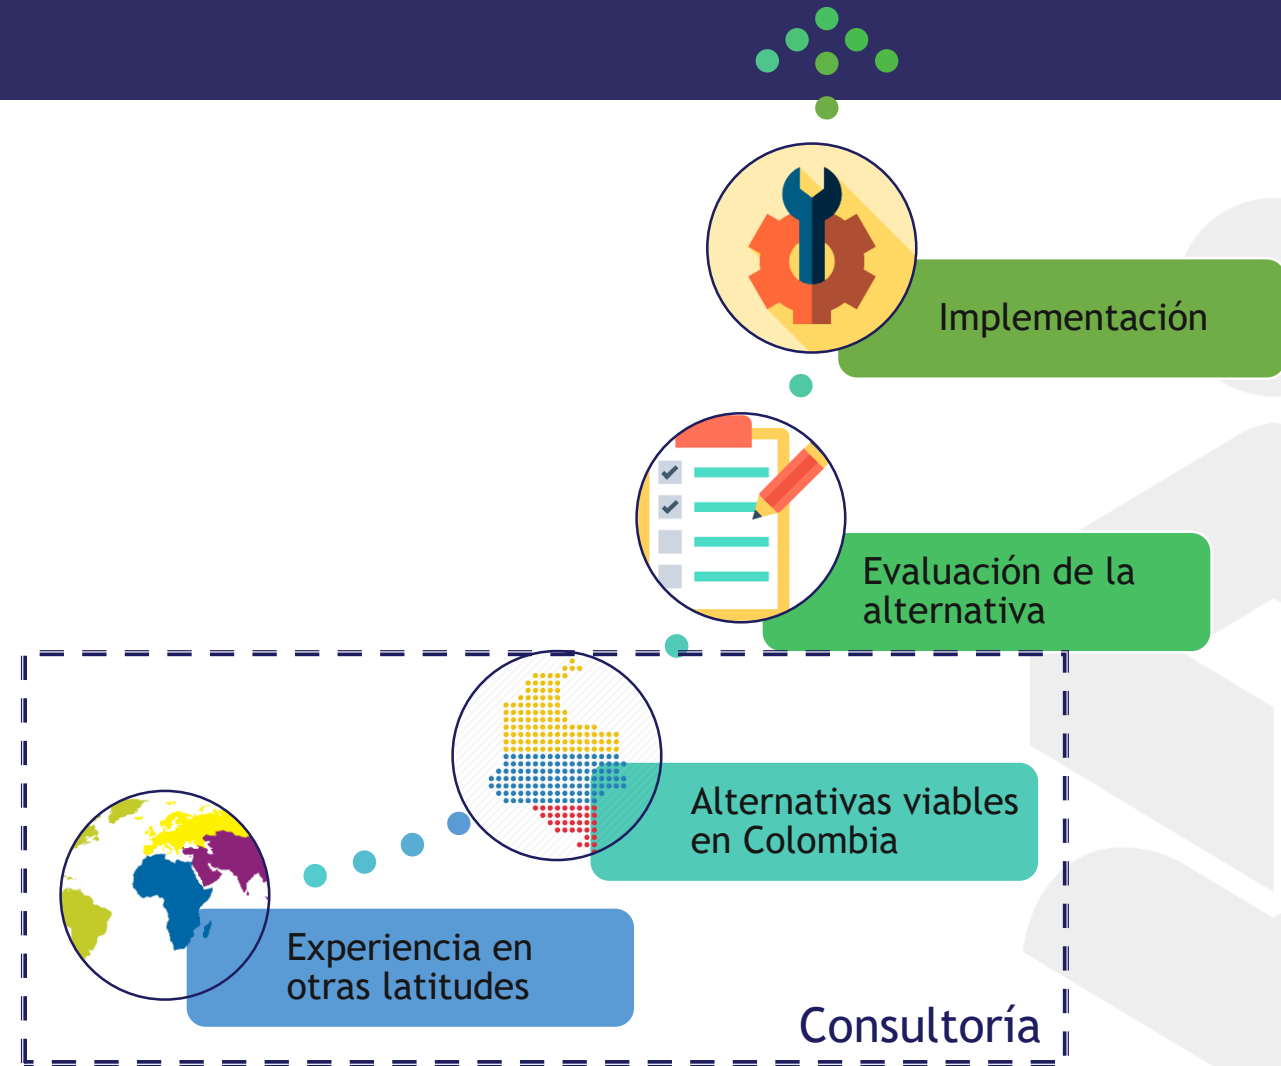 Implementación
Evaluación de la
alternativa
Alternativas viables
en Colombia
Experiencia en
otras latitudes
Consultoría